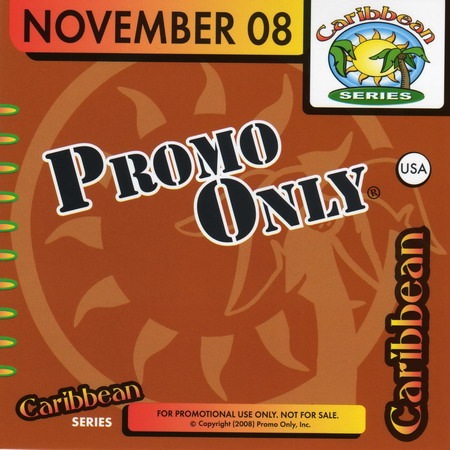 NOVEMBER 08
Caribbean
SERIES
PROMO
ONLY®
USA
Caribbean
Caribbean
SERIES
FOR PROMOTIONAL USE ONLY. NOT FOR SALE.
© Copyright (2008) Promo Only, Inc.